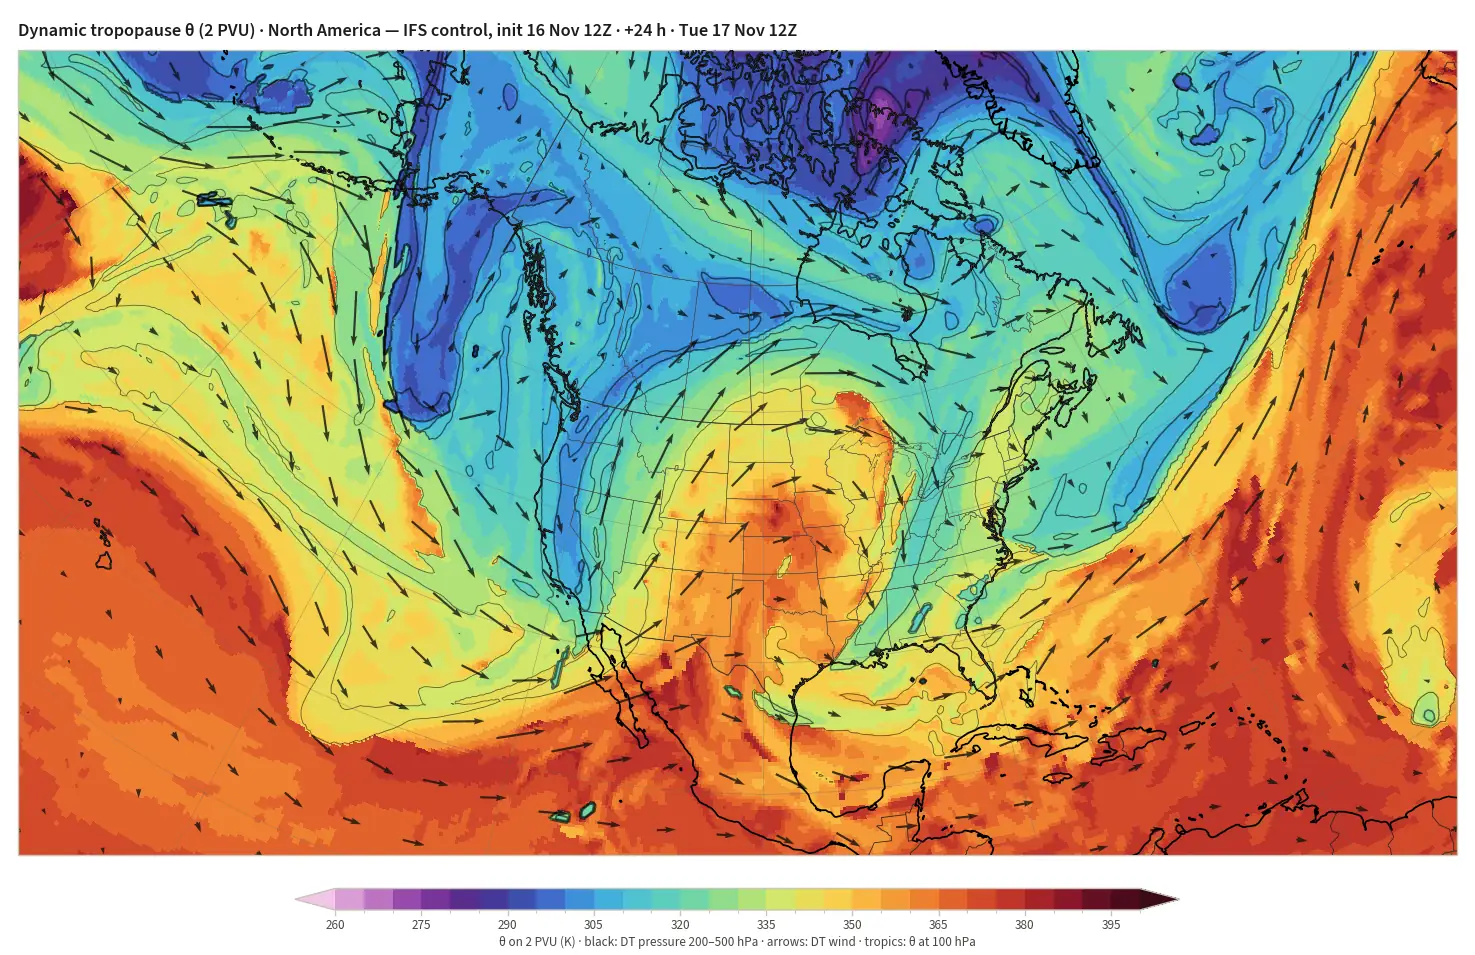 Dynamic tropopause θ (2 PVU) · North America — IFS control, init 16 Nov 12Z · +24 h · Tue 17 Nov 12Z
260 275 290 305 320 335 350 365 380 395
θ on 2 PVU (K) · black: DT pressure 200–500 hPa · arrows: DT wind · tropics: θ at 100 hPa